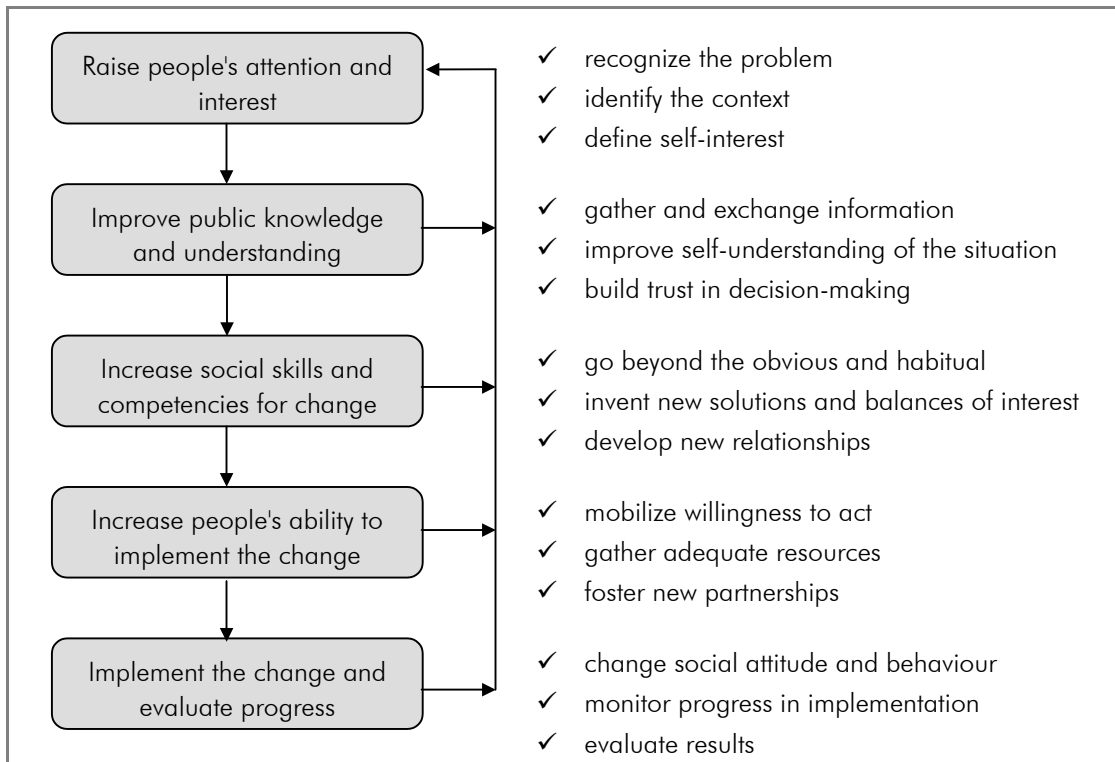 Raise people's attention and
interest
✓ recognize the problem
✓ identify the context
✓ define self-interest
Improve public knowledge
and understanding
✓ gather and exchange information
✓ improve self-understanding of the situation
✓ build trust in decision-making
Increase social skills and
competencies for change
✓ go beyond the obvious and habitual
✓ invent new solutions and balances of interest
✓ develop new relationships
Increase people's ability to
implement the change
✓ mobilize willingness to act
✓ gather adequate resources
✓ foster new partnerships
Implement the change and
evaluate progress
✓ change social attitude and behaviour
✓ monitor progress in implementation
✓ evaluate results